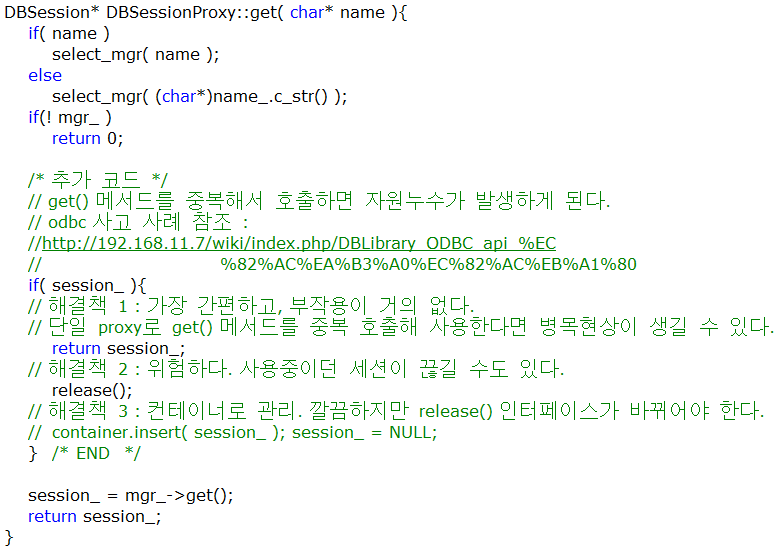 DBSession* DBSessionProxy::get( char* name ){
if( name )
select_mgr( name );
else
select_mgr( (char*)name_.c_str() );
if(! mgr_ )
return 0;
/* 추가 코드 */
// get() 메서드를 중복해서 호출하면 자원누수가 발생하게 된다.
// odbc 사고 사례 참조 :
//http://192.168.11.7/wiki/index.php/DBLibrary_ODBC_api_%EC
// %82%AC%EA%B3%A0%EC%82%AC%EB%A1%80
if( session_ ){
// 해결책 1 : 가장 간편하고, 부작용이 거의 없다.
// 단일 proxy로 get() 메서드를 중복 호출해 사용한다면 병목현상이 생길 수 있다.
return session_;
// 해결책 2 : 위험하다. 사용중이던 세션이 끊길 수도 있다.
release();
// 해결책 3 : 컨테이너로 관리. 깔끔하지만 release() 인터페이스가 바뀌어야 한다.
// container.insert( session_ ); session_ = NULL;
} /* END */
session_ = mgr_->get();
return session_;
}